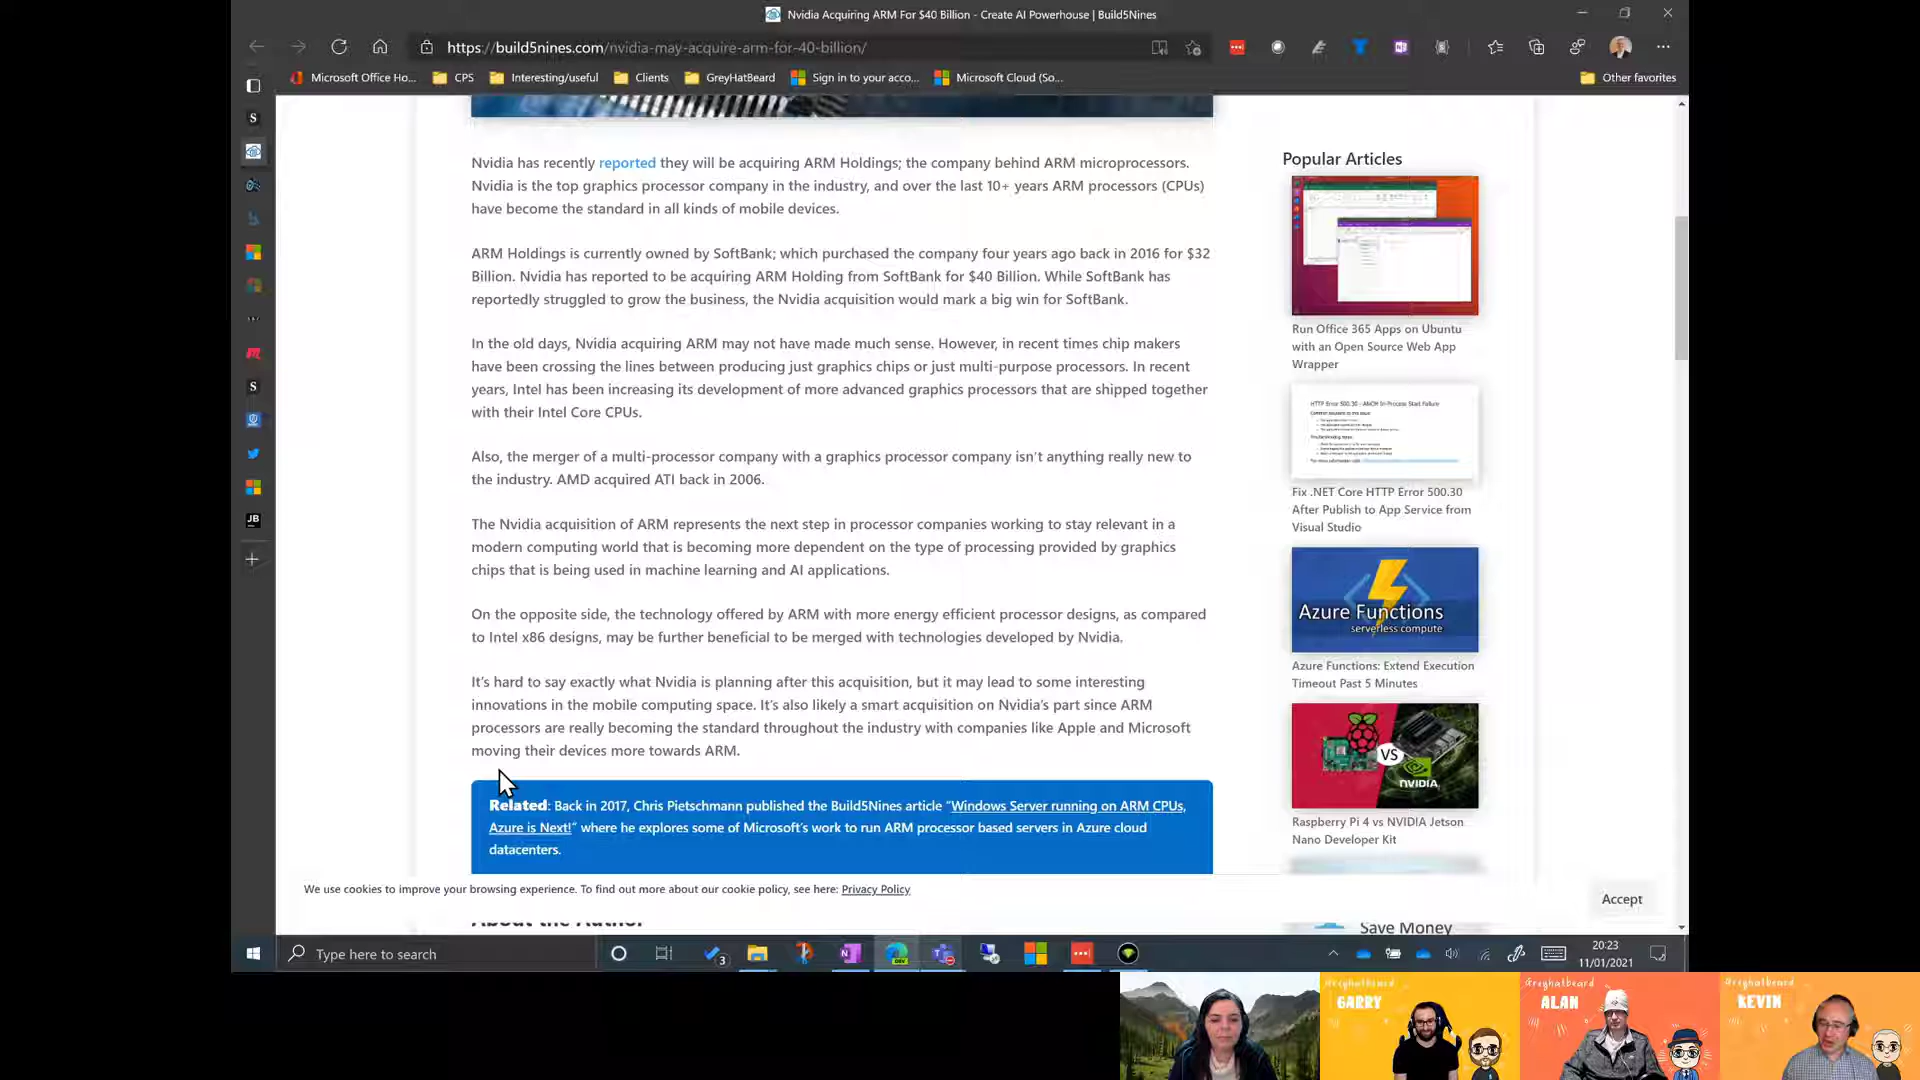 Nvidia Acquiring ARM For $40 Billion - Create AI Powerhouse | Build5Nines
https://build5nines.com/nvidia-may-acquire-arm-for-40-billion/
Microsoft Office Ho...
CPS
Interesting/useful
Clients
GreyHatBeard
Sign in to your acco...
Microsoft Cloud (So...
Other favorites
Nvidia has recently reported they will be acquiring ARM Holdings; the company behind ARM microprocessors.
Nvidia is the top graphics processor company in the industry, and over the last 10+ years ARM processors (CPUs)
have become the standard in all kinds of mobile devices.
ARM Holdings is currently owned by SoftBank; which purchased the company four years ago back in 2016 for $32
Billion. Nvidia has reported to be acquiring ARM Holding from SoftBank for $40 Billion. While SoftBank has
reportedly struggled to grow the business, the Nvidia acquisition would mark a big win for SoftBank.
In the old days, Nvidia acquiring ARM may not have made much sense. However, in recent times chip makers
have been crossing the lines between producing just graphics chips or just multi-purpose processors. In recent
years, Intel has been increasing its development of more advanced graphics processors that are shipped together
with their Intel Core CPUs.
Also, the merger of a multi-processor company with a graphics processor company isn't anything really new to
the industry. AMD acquired ATI back in 2006.
The Nvidia acquisition of ARM represents the next step in processor companies working to stay relevant in a
modern computing world that is becoming more dependent on the type of processing provided by graphics
chips that is being used in machine learning and AI applications.
On the opposite side, the technology offered by ARM with more energy efficient processor designs, as compared
to Intel x86 designs, may be further beneficial to be merged with technologies developed by Nvidia.
It's hard to say exactly what Nvidia is planning after this acquisition, but it may lead to some interesting
innovations in the mobile computing space. It's also likely a smart acquisition on Nvidia's part since ARM
processors are really becoming the standard throughout the industry with companies like Apple and Microsoft
moving their devices more towards ARM.
Related: Back in 2017, Chris Pietschmann published the Build5Nines article "Windows Server running on ARM CPUs,
Azure is Next!" where he explores some of Microsoft's work to run ARM processor based servers in Azure cloud
datacenters.
About the Author
Popular Articles
Run Office 365 Apps on Ubuntu
with an Open Source Web App
Wrapper
HTTP Error 500.30 - ANCM In-Process Start Failure
Fix .NET Core HTTP Error 500.30
After Publish to App Service from
Visual Studio
Azure Functions
serverless compute
Azure Functions: Extend Execution
Timeout Past 5 Minutes
VS
NVIDIA
Raspberry Pi 4 vs NVIDIA Jetson
Nano Developer Kit
Save Money
We use cookies to improve your browsing experience. To find out more about our cookie policy, see here: Privacy Policy
Accept
Type here to search
3
20:23
11/01/2021
Greghatbeard
GARRY
Greghatbeard
ALAN
Greghatbeard
KEVIN